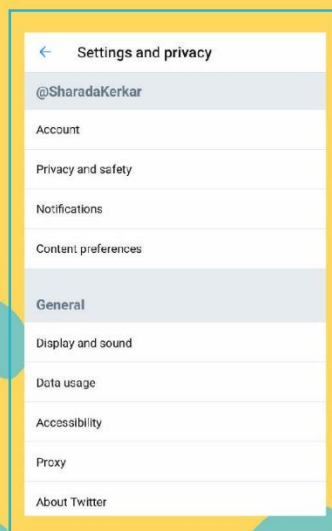 Settings and privacy
@SharadaKerkar
Account
Privacy and safety
Notifications
Content preferences
General
Display and sound
Data usage
Accessibility
Proxy
About Twitter